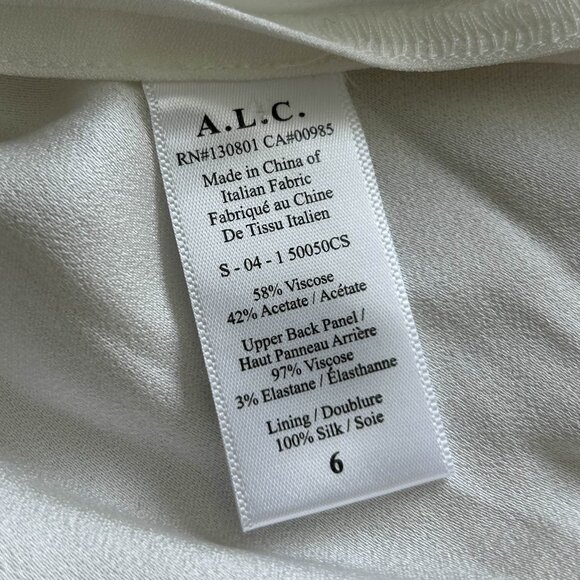 A.L.C.
RN#130801 CA#00985
Made in China of
Italian Fabric
Fabriqué au Chine
De Tissu Italien
S - 04 - 1 50050CS
58% Viscose
42% Acetate / Acétate
Upper Back Panel /
Haut Panneau Arrière
97% Viscose
3% Elastane / Élasthanne
Lining / Doublure
100% Silk / Soie
6